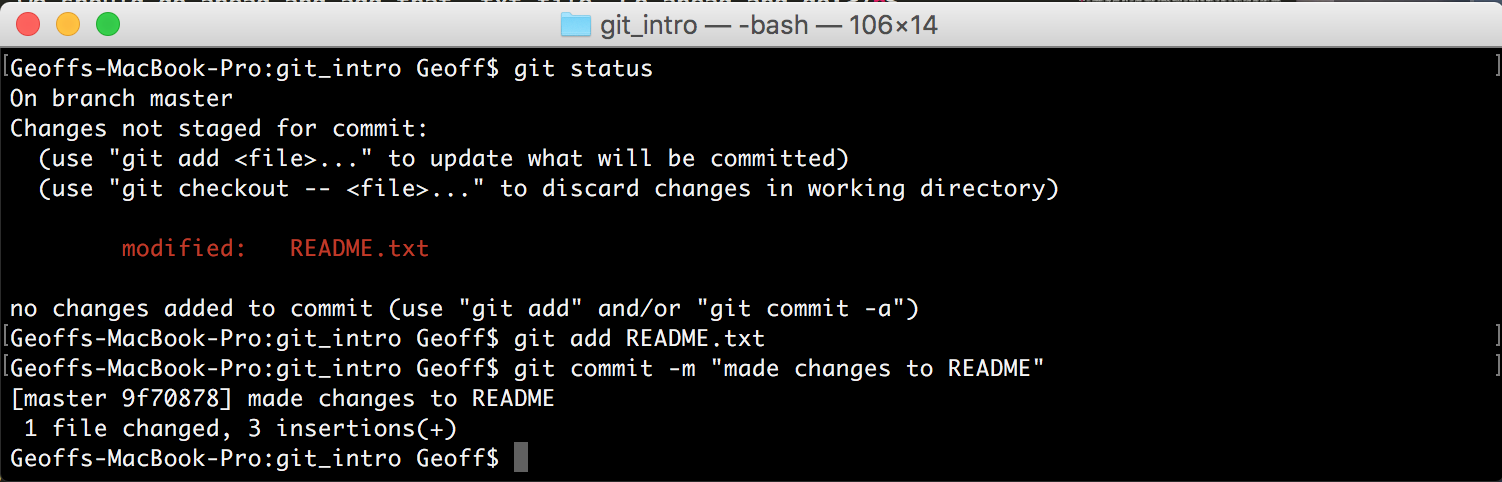 git_intro — -bash — 106×14
Geoffs-MacBook-Pro:git_intro Geoff$ git status
On branch master
Changes not staged for commit:
  (use "git add <file>..." to update what will be committed)
  (use "git checkout -- <file>..." to discard changes in working directory)
        modified:   README.txt
no changes added to commit (use "git add" and/or "git commit -a")
Geoffs-MacBook-Pro:git_intro Geoff$ git add README.txt
Geoffs-MacBook-Pro:git_intro Geoff$ git commit -m "made changes to README"
[master 9f70878] made changes to README
 1 file changed, 3 insertions(+)
Geoffs-MacBook-Pro:git_intro Geoff$